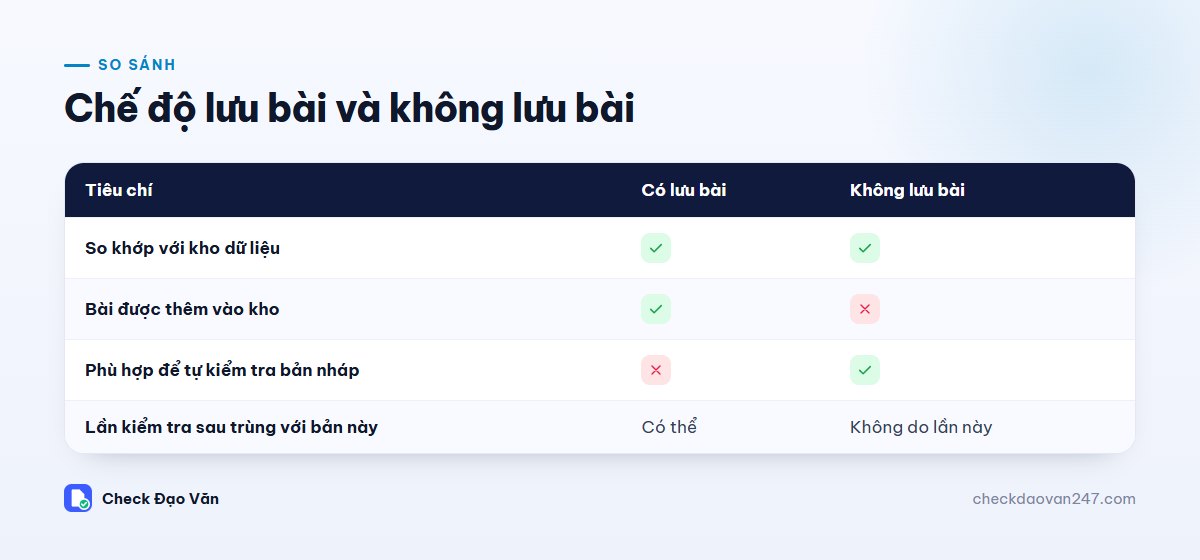 SO SÁNH
Chế độ lưu bài và không lưu bài
Tiêu chí Có lưu bài Không lưu bài
So khớp với kho dữ liệu
Bài được thêm vào kho
Phù hợp để tự kiểm tra bản nháp
Lần kiểm tra sau trùng với bản này Có thể Không do lần này
Check Đạo Văn checkdaovan247.com